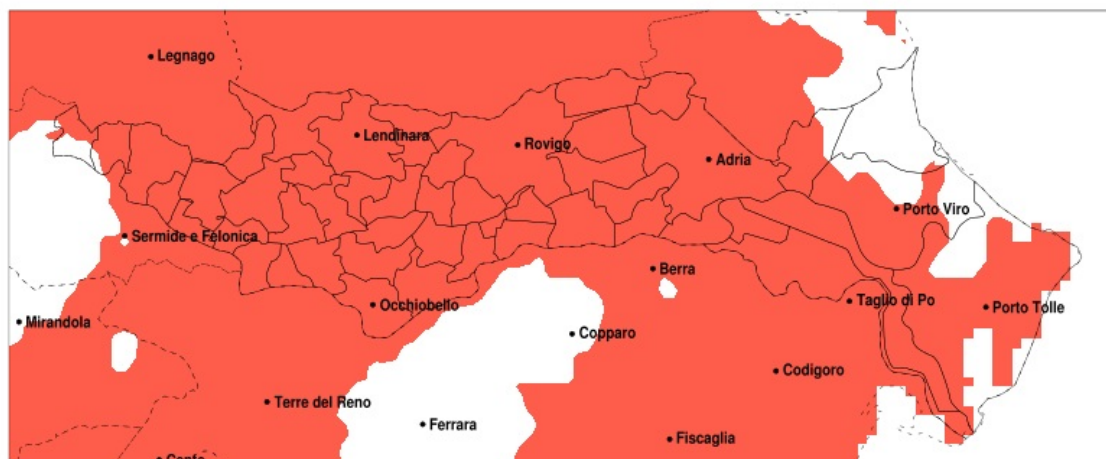 Legnago
Lendinara
Rovigo
Adria
Porto Viro
Sermide e Felonica
Berra
Occhiobello
Taglio di Po
Porto Tolle
Mirandola
Copparo
Codigoro
Terre del Reno
Ferrara
Fiscaglia